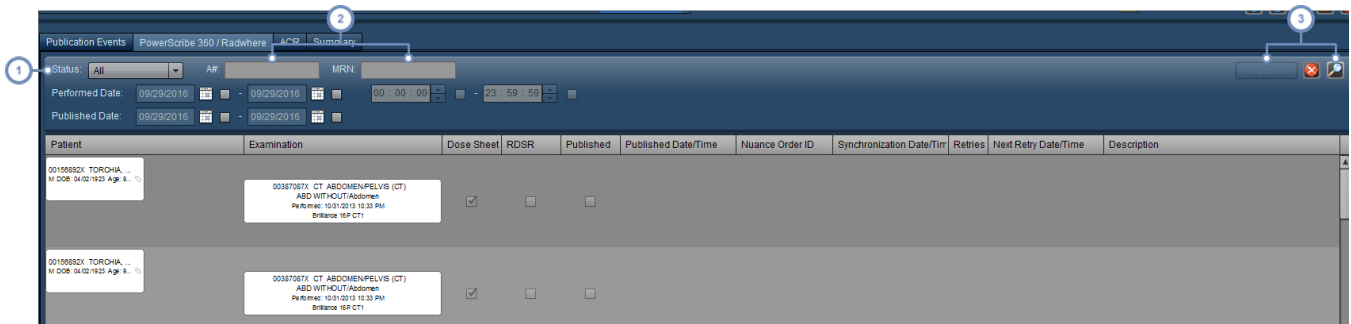 2
3
Publication Events PowerScribe 360 / Radwhere ACR Summary
1
Status: All A#: MRN:
Performed Date: 09/29/2016 - 09/29/2016 00 : 00 : 00 - 23 : 59 : 59
Published Date: 09/29/2016 - 09/29/2016
Patient Examination Dose Sheet RDSR Published Published Date/Time Nuance Order ID Synchronization Date/Tim Retries Next Retry Date/Time Description
00156892X TORCHIA, ...
M DOB: 04/02/1923 Age: 9...
00387087X CT ABDOMEN/PELVIS (CT)
ABD WITHOUT/Abdomen
Performed: 10/31/2013 10:33 PM
Brilliance 16P CT1
00156892X TORCHIA, ...
M DOB: 04/02/1923 Age: 9...
00387087X CT ABDOMEN/PELVIS (CT)
ABD WITHOUT/Abdomen
Performed: 10/31/2013 10:33 PM
Brilliance 16P CT1